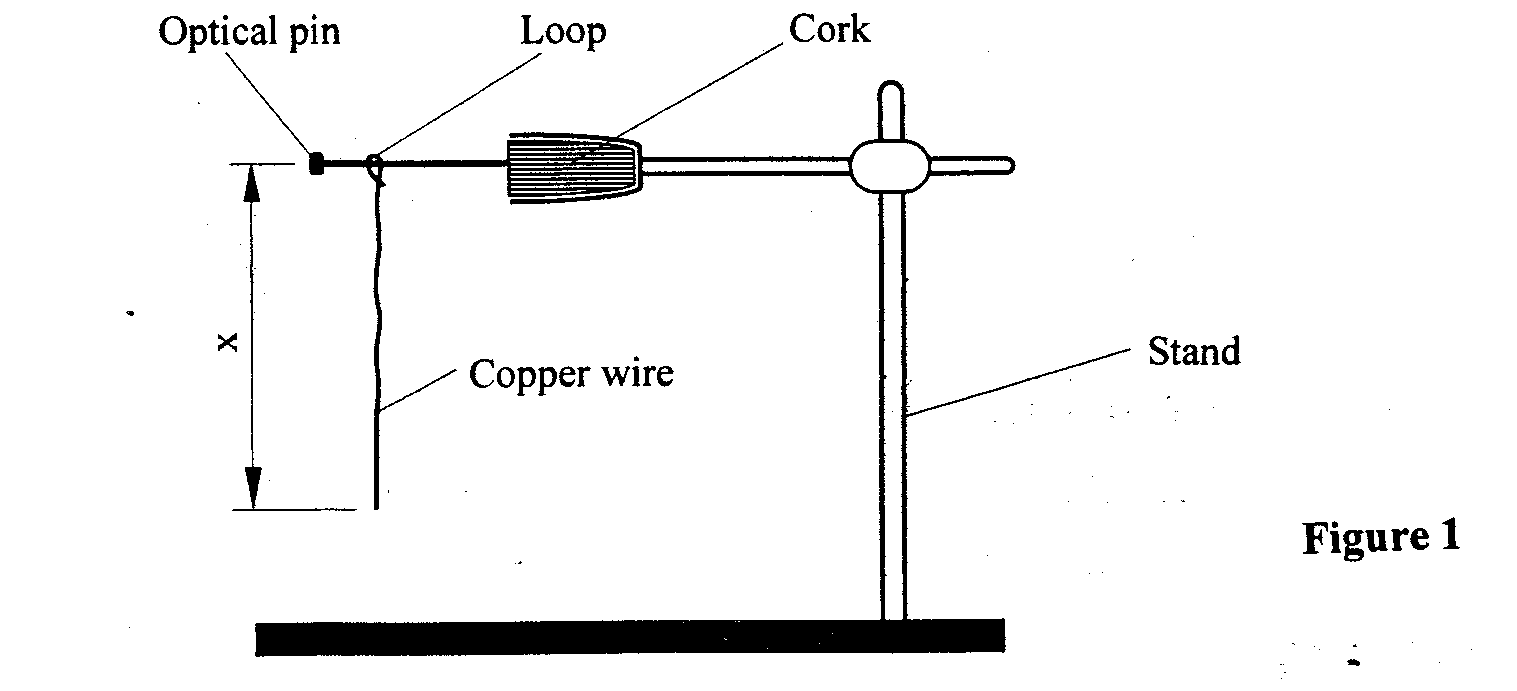 Optical pin
Loop
Cork
x
Copper wire
Stand
Figure 1